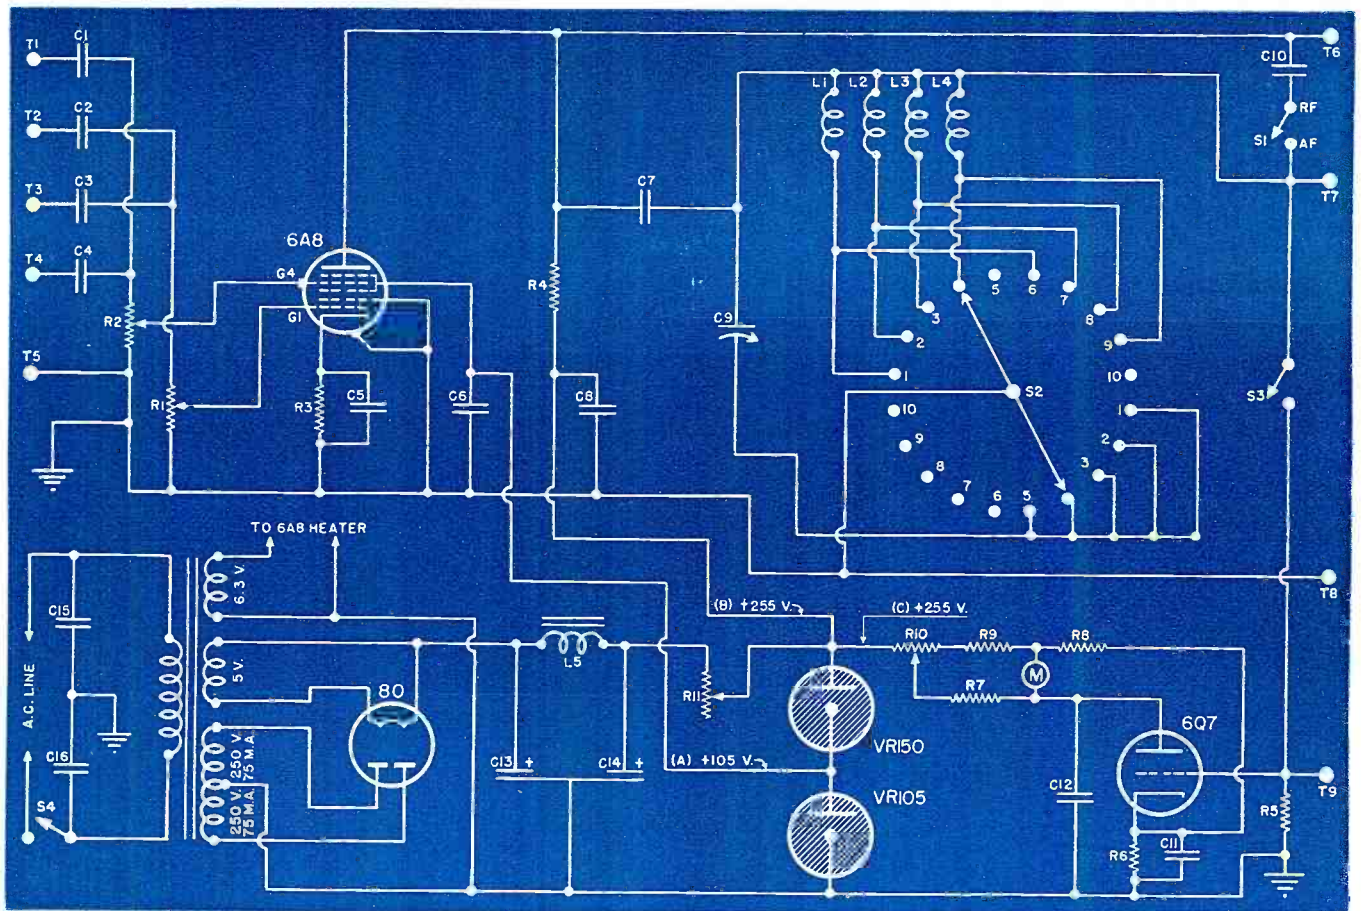 T1
C1
T2
C2
T3
C3
T4
C4
T5
R2
R1
6A8
G4
G1
R3
C5
C6
R4
C8
C7
C9
L1 L2 L3 L4
C10
T6
RF
S1
AF
T7
5
6
7
8
9
10
1
2
3
3
2
1
10
9
8
7
6
5
S2
S3
T8
TO 6A8 HEATER
C15
A.C. LINE
C16
S4
6.3 V.
5 V.
250 V. 250 V.
75 M.A. 75 M.A.
80
L5
C13 +
C14 +
R11
(B) +255 V.
(C) +255 V.
(A) +105 V.
VR150
VR105
R10
R9
R8
M
R7
6Q7
C12
R6
C11
R5
T9